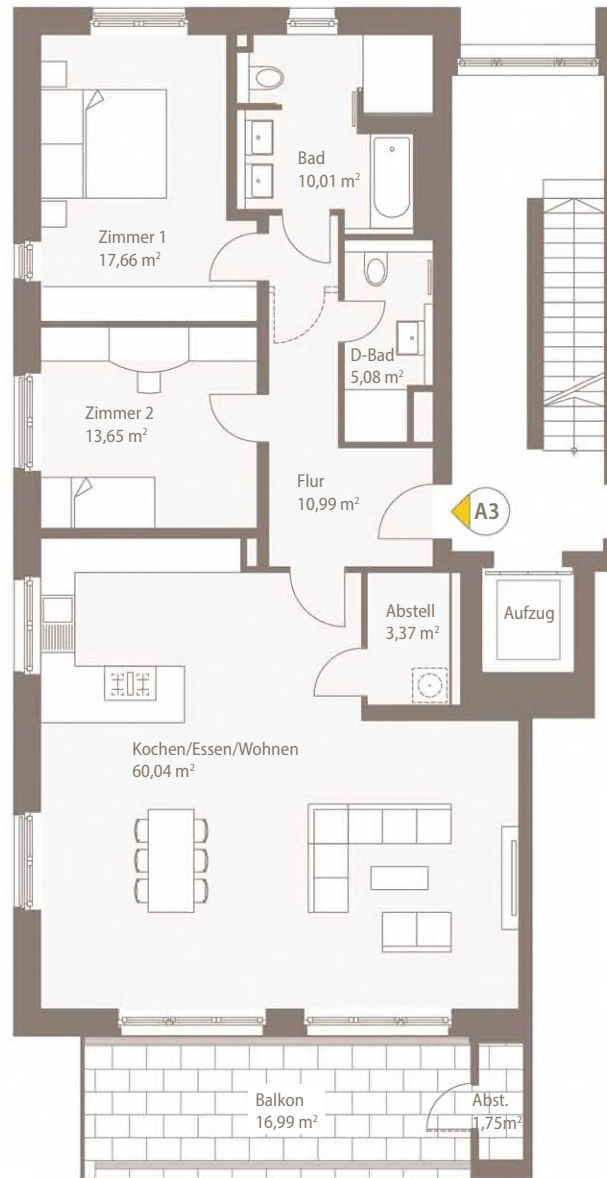 Bad
10,01 m²
Zimmer 1
17,66 m²
D-Bad
5,08 m²
Zimmer 2
13,65 m²
Flur
10,99 m²
A3
Abstell
3,37 m²
Aufzug
Kochen/Essen/Wohnen
60,04 m²
Balkon
16,99 m²
Abst.
1,75m²